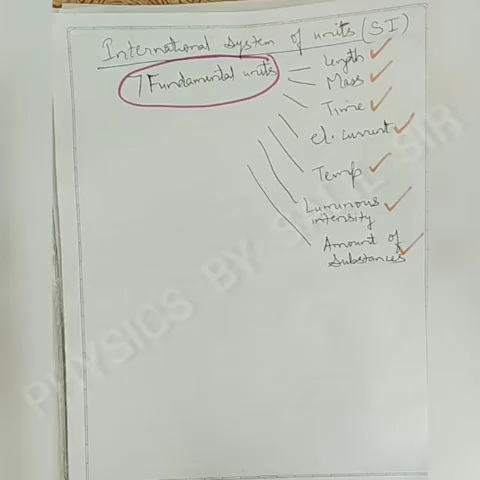 International System of units (SI)
7 Fundamental units
Length
Mass
Time
el. current
Temp
Luminous
intensity
Amount of
Substances
PHYSICS BY SIR